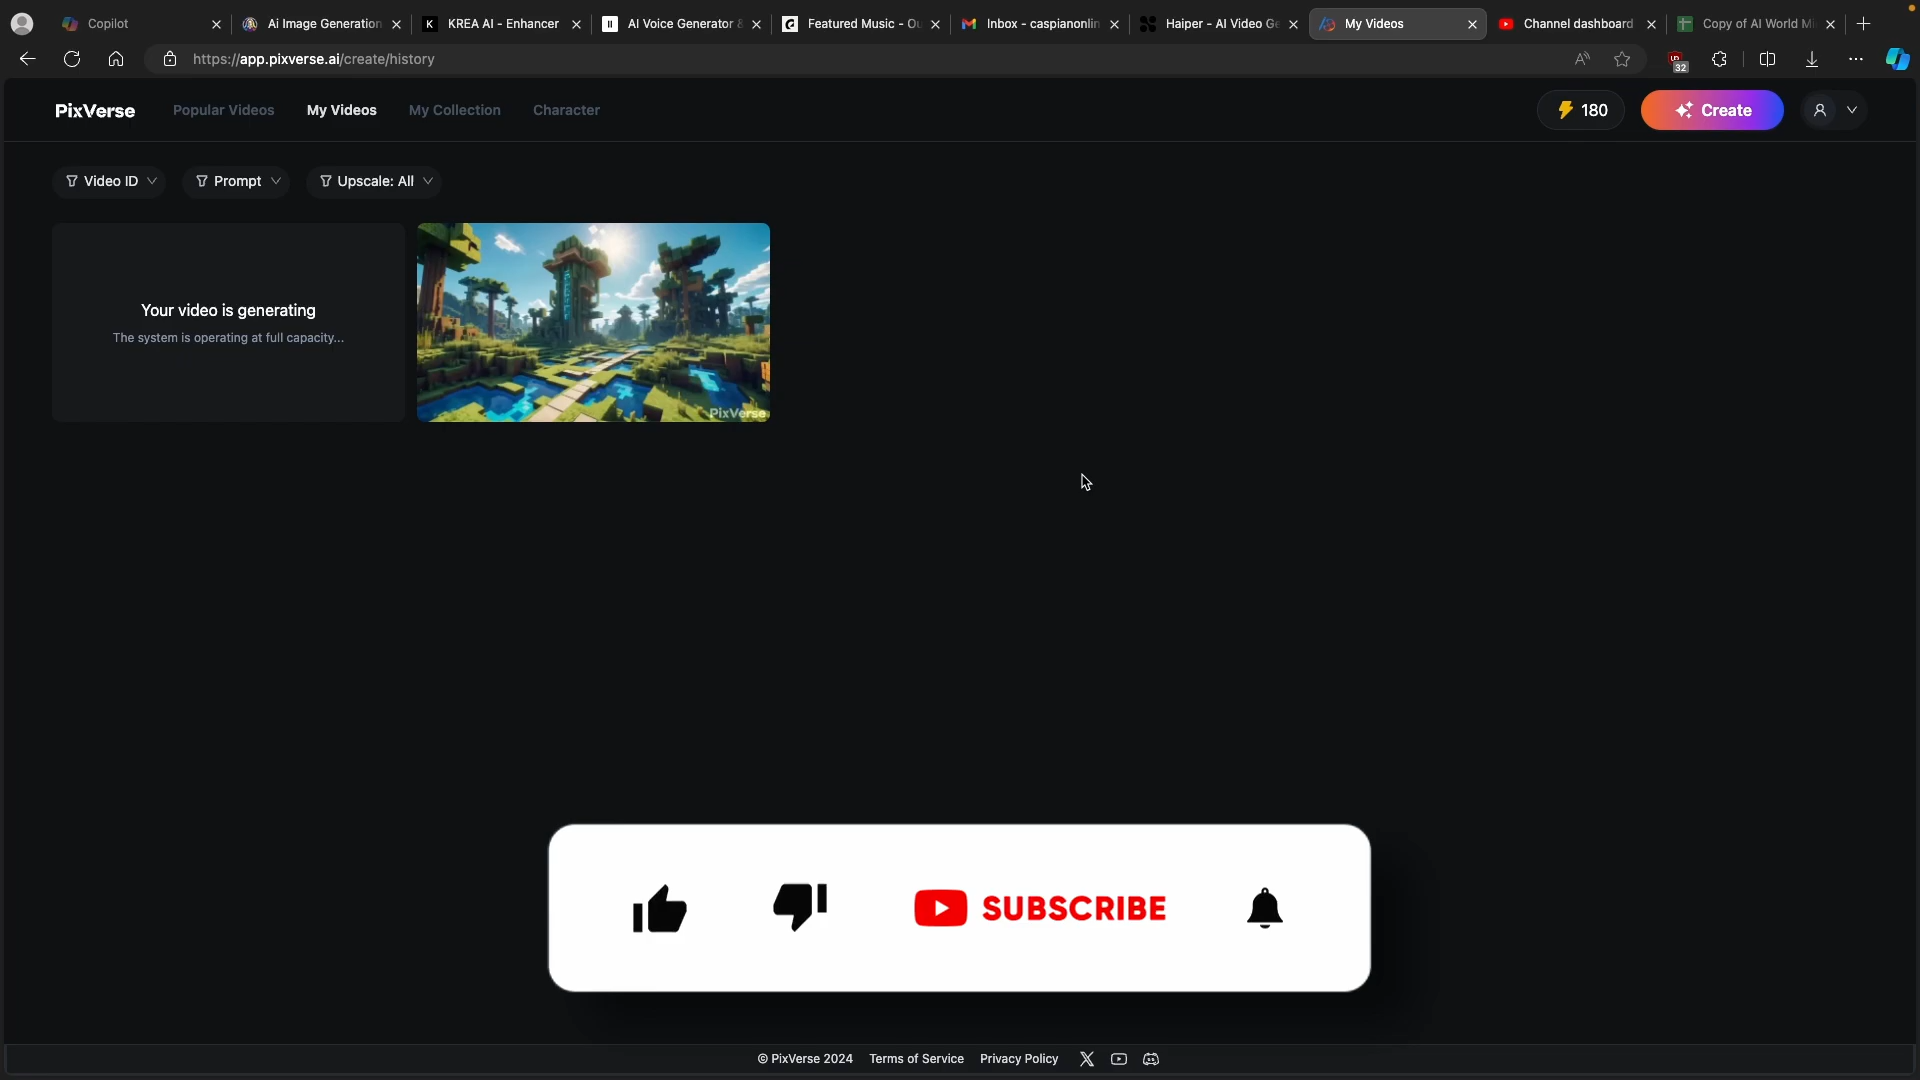 Copilot
Ai Image Generation
KREA AI - Enhancer
AI Voice Generator &
Featured Music - Ou
Inbox - caspianonlin
Haiper - AI Video Ge
My Videos
Channel dashboard
Copy of AI World Mi
https://app.pixverse.ai/create/history
32
PixVerse
Popular Videos
My Videos
My Collection
Character
180
Create
Video ID
Prompt
Upscale: All
Your video is generating
The system is operating at full capacity...
PixVerse
SUBSCRIBE
© PixVerse 2024
Terms of Service
Privacy Policy